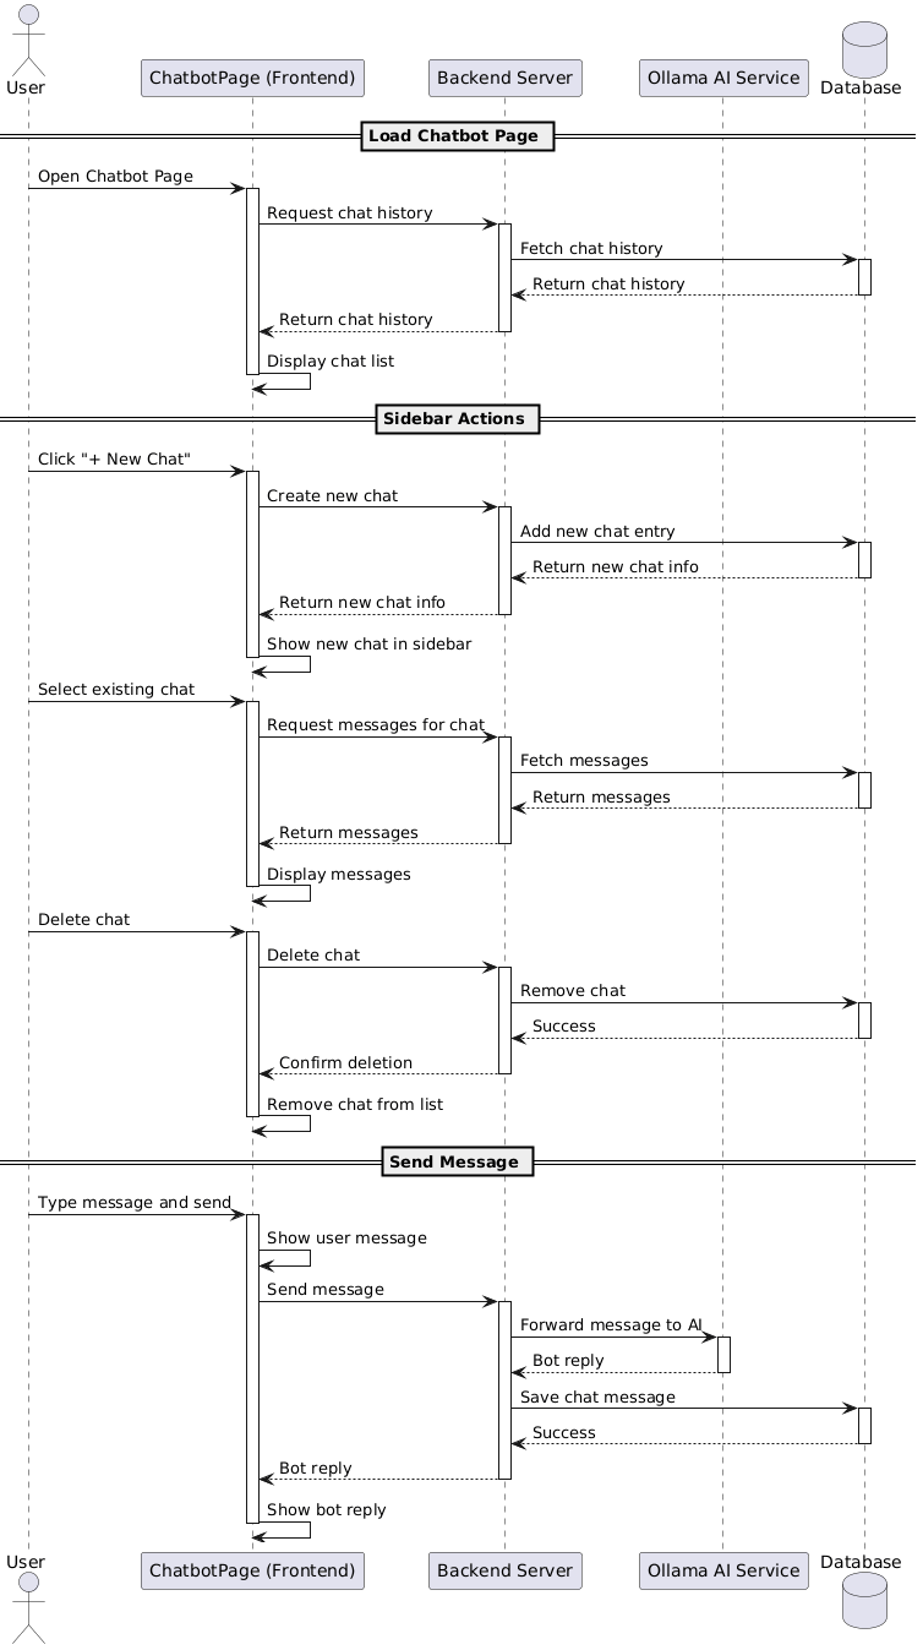 User
ChatbotPage (Frontend)
Backend Server
Ollama AI Service
Database
Load Chatbot Page
Open Chatbot Page
Request chat history
Fetch chat history
Return chat history
Return chat history
Display chat list
Sidebar Actions
Click "+ New Chat"
Create new chat
Add new chat entry
Return new chat info
Return new chat info
Show new chat in sidebar
Select existing chat
Request messages for chat
Fetch messages
Return messages
Return messages
Display messages
Delete chat
Delete chat
Remove chat
Success
Confirm deletion
Remove chat from list
Send Message
Type message and send
Show user message
Send message
Forward message to AI
Bot reply
Save chat message
Success
Bot reply
Show bot reply
User
ChatbotPage (Frontend)
Backend Server
Ollama AI Service
Database